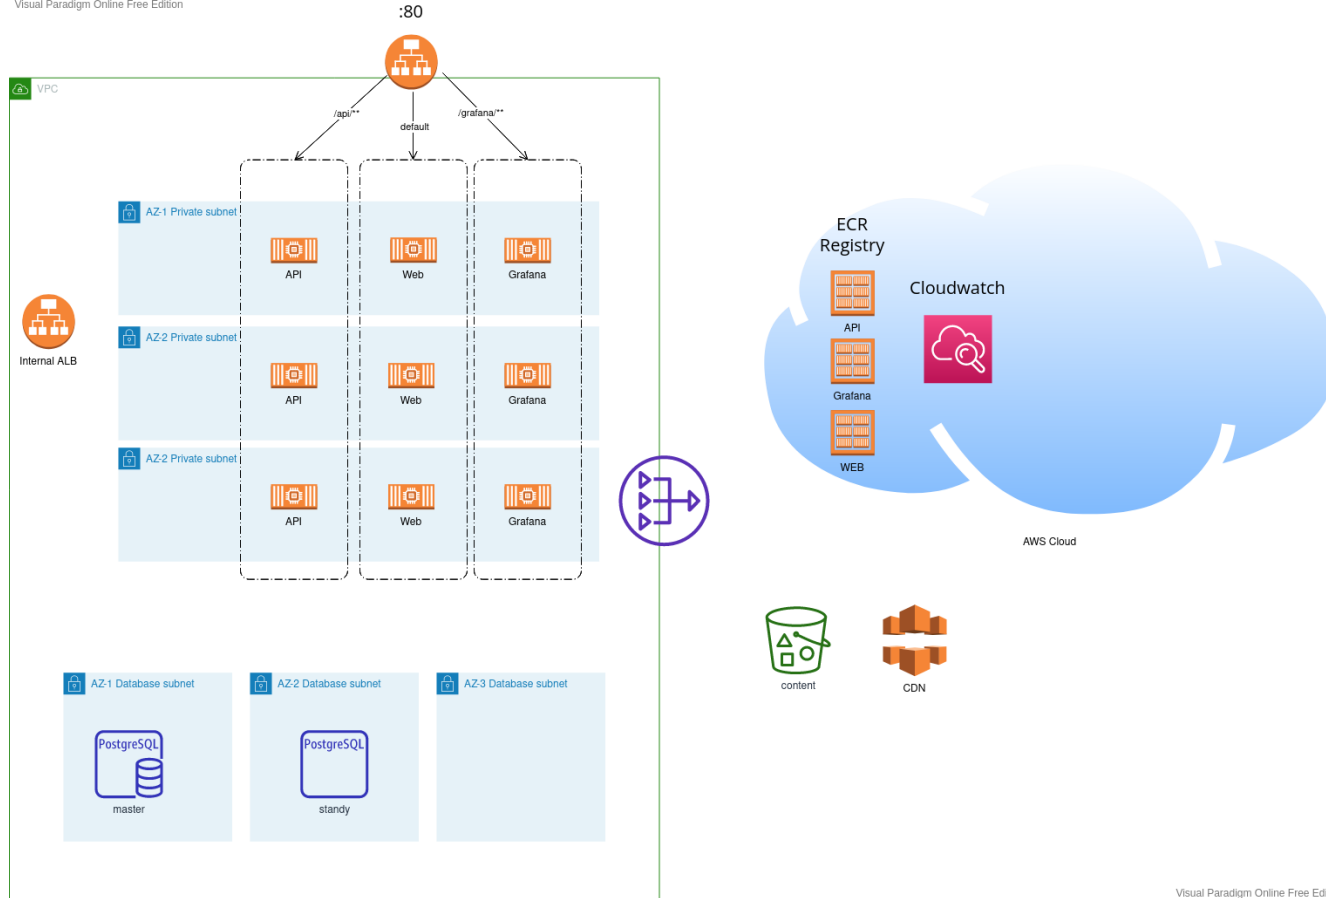 Visual Paradigm Online Free Edition
:80
VPC
/api/**
default
/grafana/**
AZ-1 Private subnet
API
Web
Grafana
Internal ALB
AZ-2 Private subnet
API
Web
Grafana
AZ-2 Private subnet
API
Web
Grafana
ECR
Registry
API
Grafana
WEB
Cloudwatch
AWS Cloud
content
CDN
AZ-1 Database subnet
PostgreSQL
master
AZ-2 Database subnet
PostgreSQL
standy
AZ-3 Database subnet
Visual Paradigm Online Free Edi